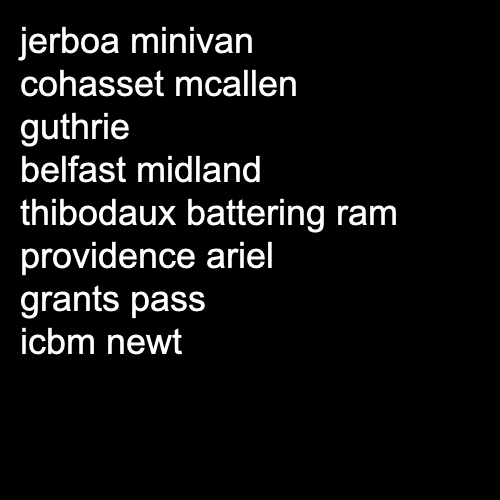 jerboa minivan
cohasset mcallen
guthrie
belfast midland
thibodaux battering ram
providence ariel
grants pass
icbm newt